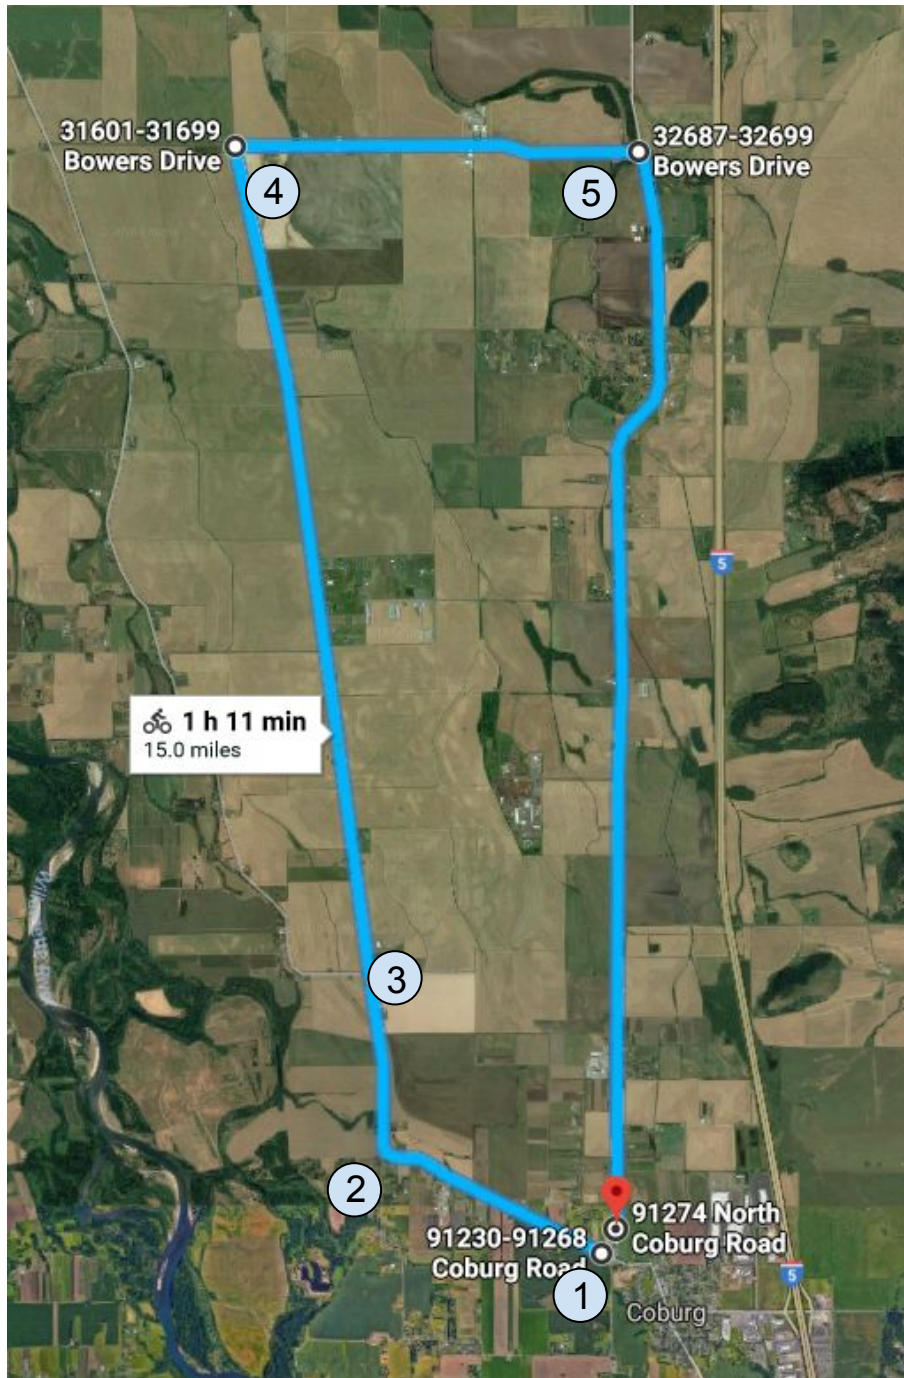 31601-31699
Bowers Drive
32687-32699
Bowers Drive
4
5
5
1 h 11 min
15.0 miles
Willamette
3
2
91274 North
Coburg Road
91230-91268
Coburg Road
1
5
Coburg